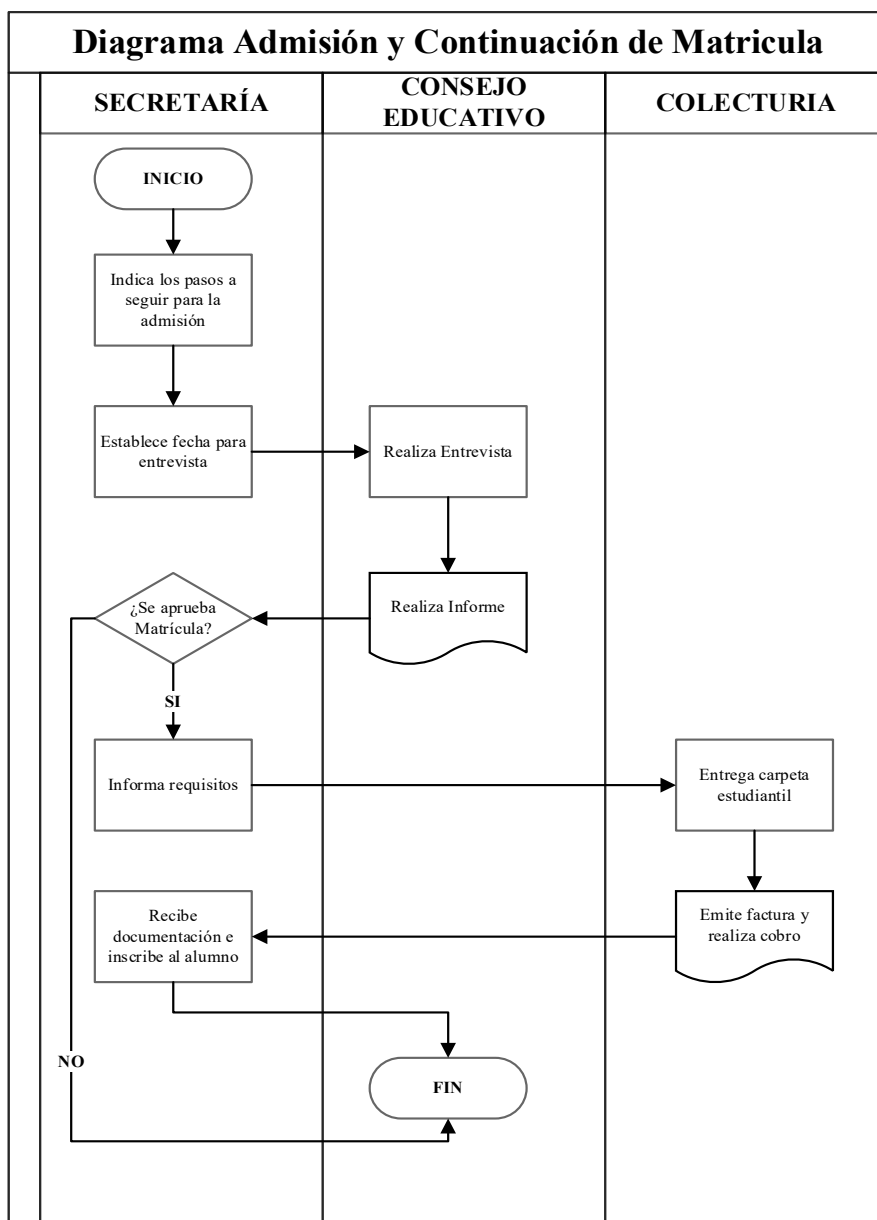 Diagrama Admisión y Continuación de Matricula
SECRETARÍA
CONSEJO
EDUCATIVO
COLECTURIA
INICIO
Indica los pasos a
seguir para la
admisión
Establece fecha para
entrevista
Realiza Entrevista
¿Se aprueba
Matrícula?
Realiza Informe
SI
Informa requisitos
Entrega carpeta
estudiantil
Recibe
documentación e
inscribe al alumno
Emite factura y
realiza cobro
NO
FIN